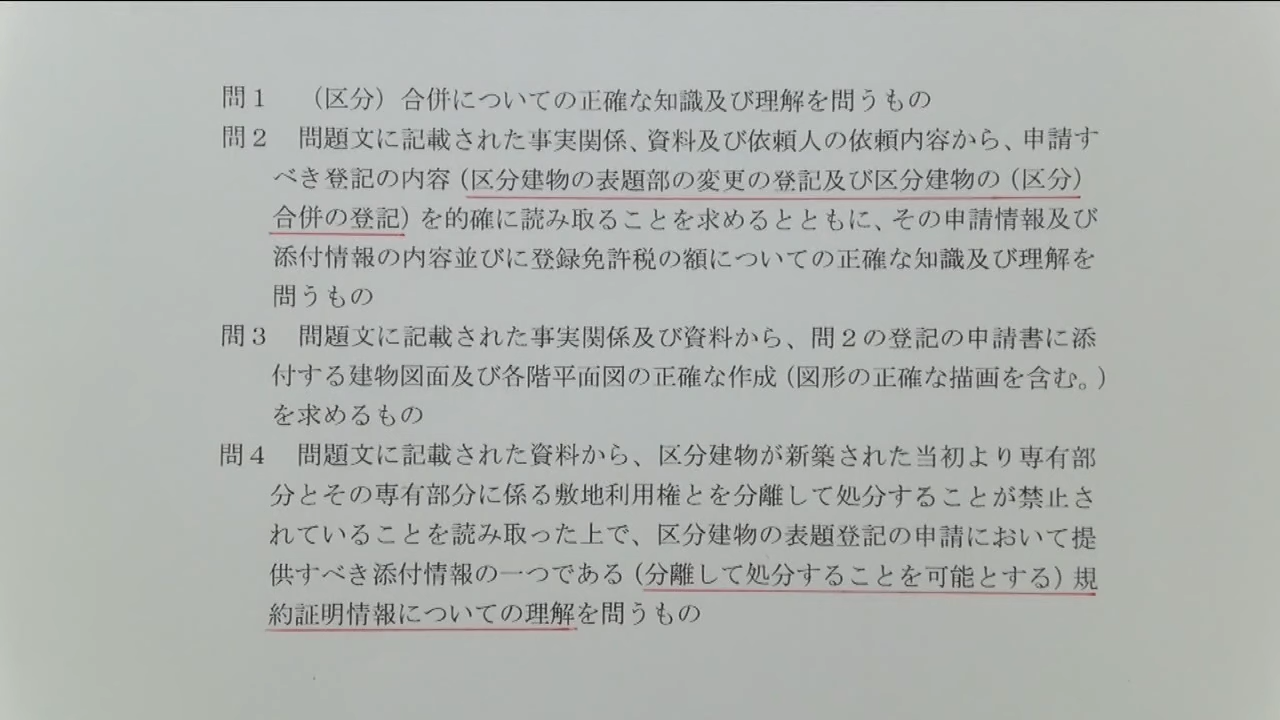 問１　（区分）合併についての正確な知識及び理解を問うもの
問２　問題文に記載された事実関係、資料及び依頼人の依頼内容から、申請す
べき登記の内容（区分建物の表題部の変更の登記及び区分建物の（区分）
合併の登記）を的確に読み取ることを求めるとともに、その申請情報及び
添付情報の内容並びに登録免許税の額についての正確な知識及び理解を
問うもの
問３　問題文に記載された事実関係及び資料から、問２の登記の申請書に添
付する建物図面及び各階平面図の正確な作成（図形の正確な描画を含む。）
を求めるもの
問４　問題文に記載された資料から、区分建物が新築された当初より専有部
分とその専有部分に係る敷地利用権とを分離して処分することが禁止さ
れていることを読み取った上で、区分建物の表題登記の申請において提
供すべき添付情報の一つである（分離して処分することを可能とする）規
約証明情報についての理解を問うもの